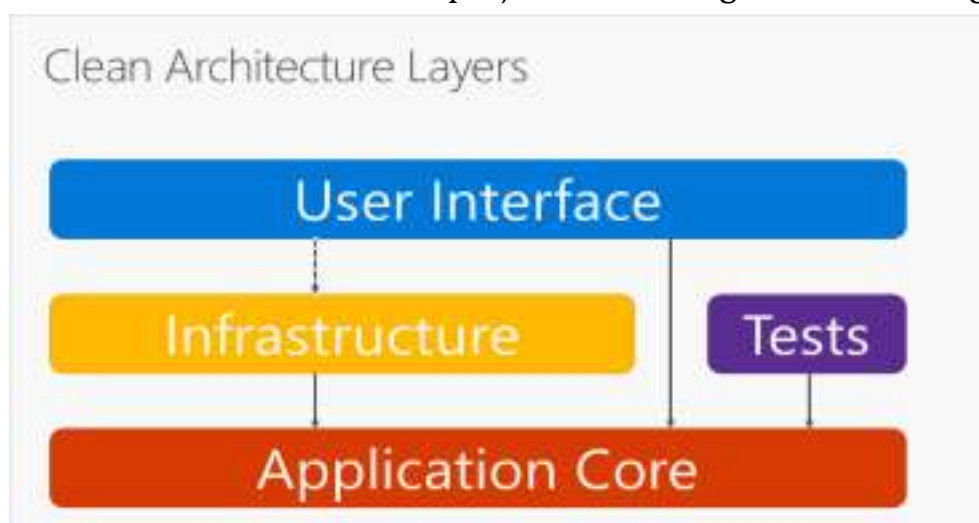 Clean Architecture Layers
User Interface
Infrastructure
Tests
Application Core